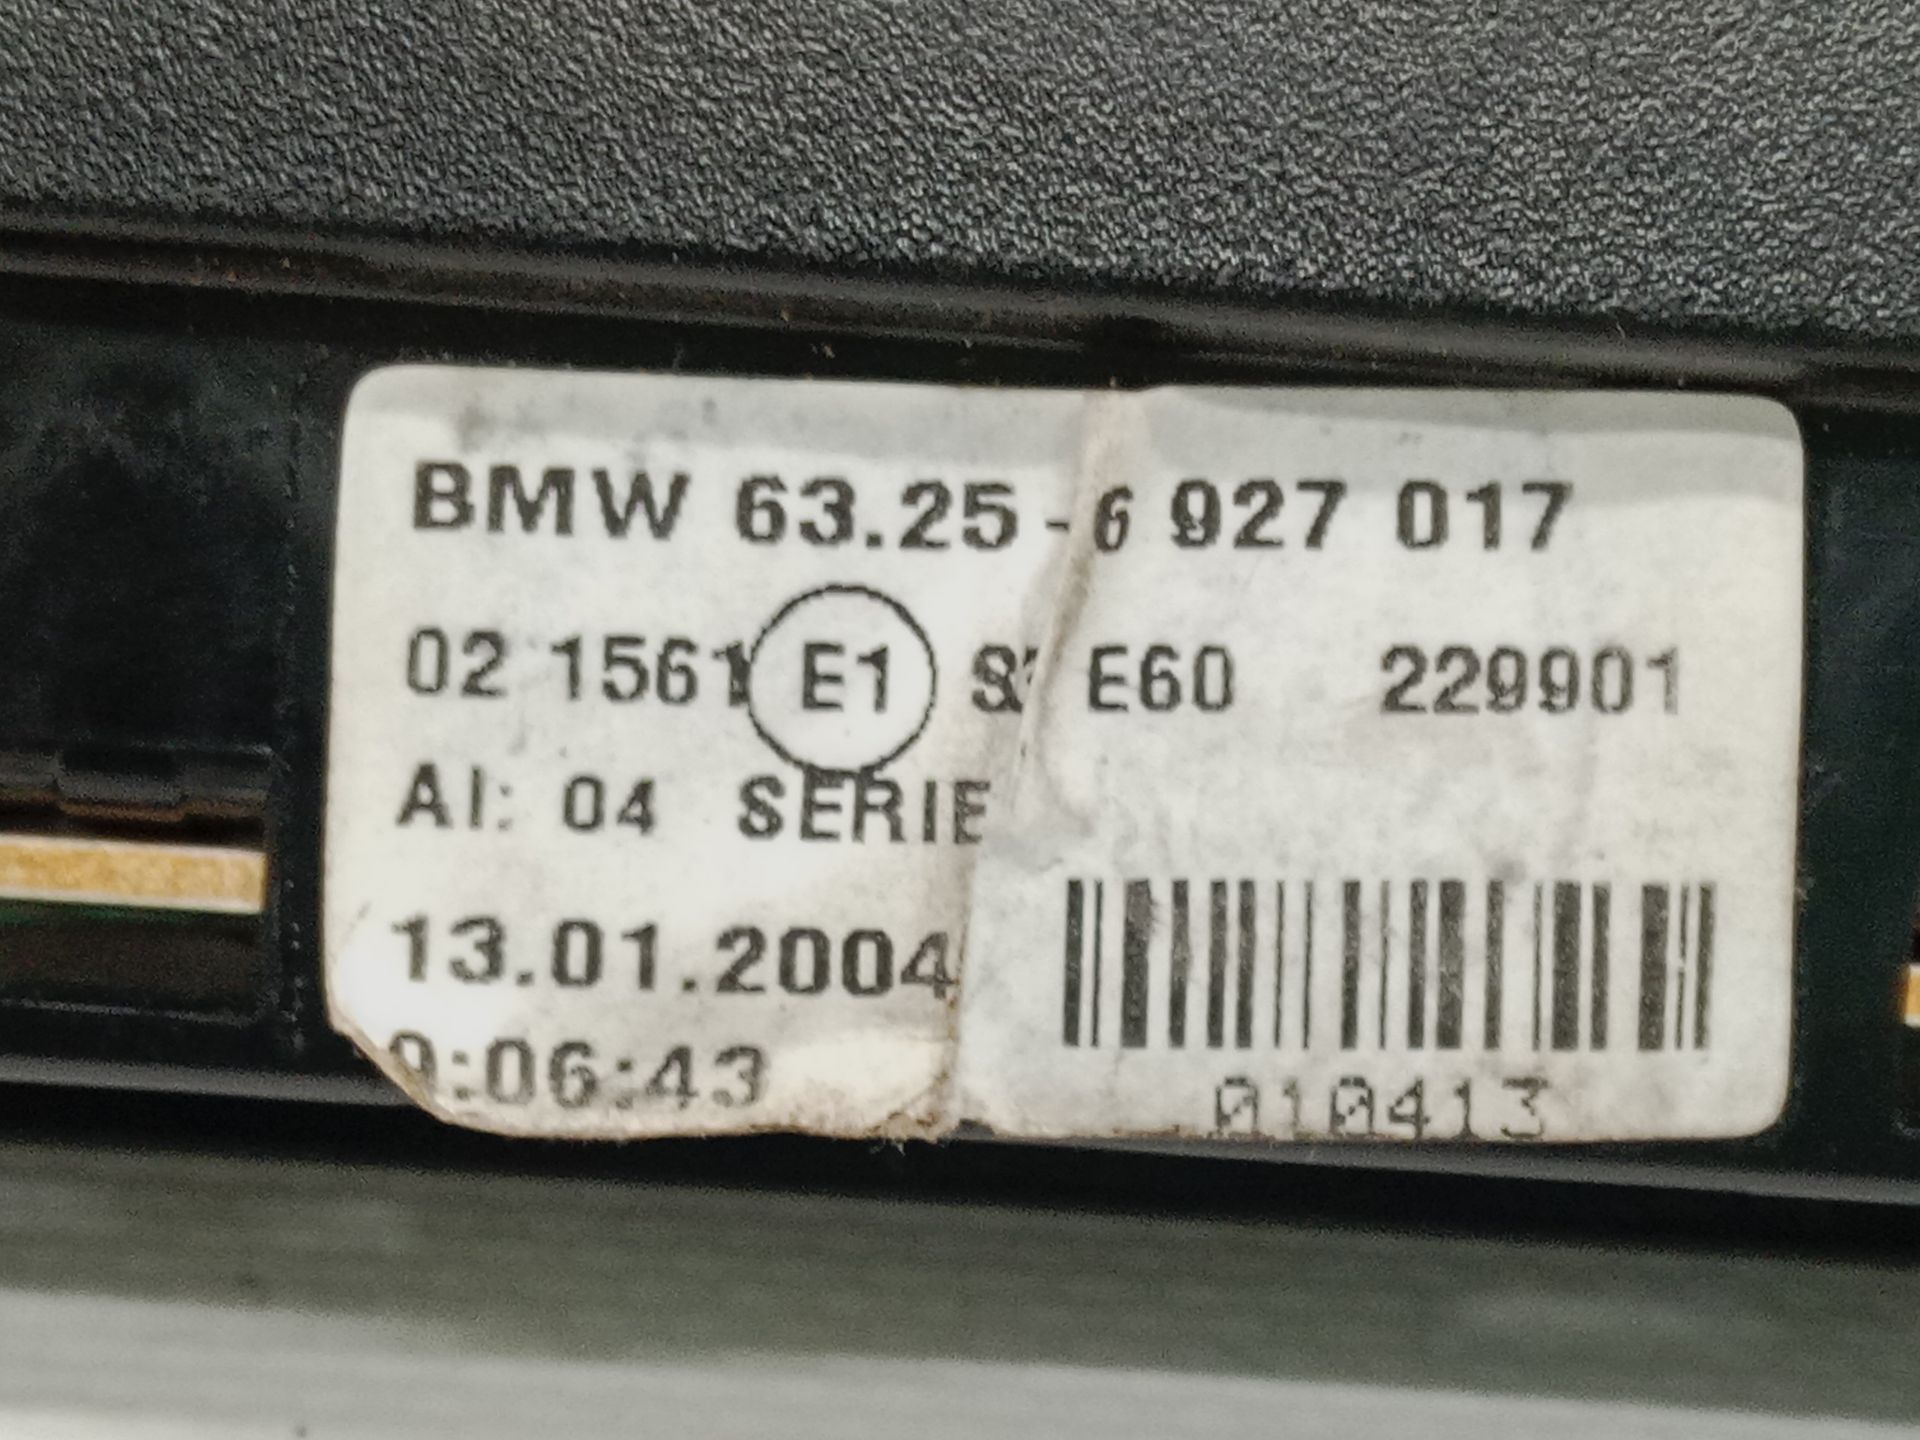 BMW 63.25-6 927 017
02 1561 E1 E60 229901
AI: 04 SERIE
13.01.2004
9:06:43
010413